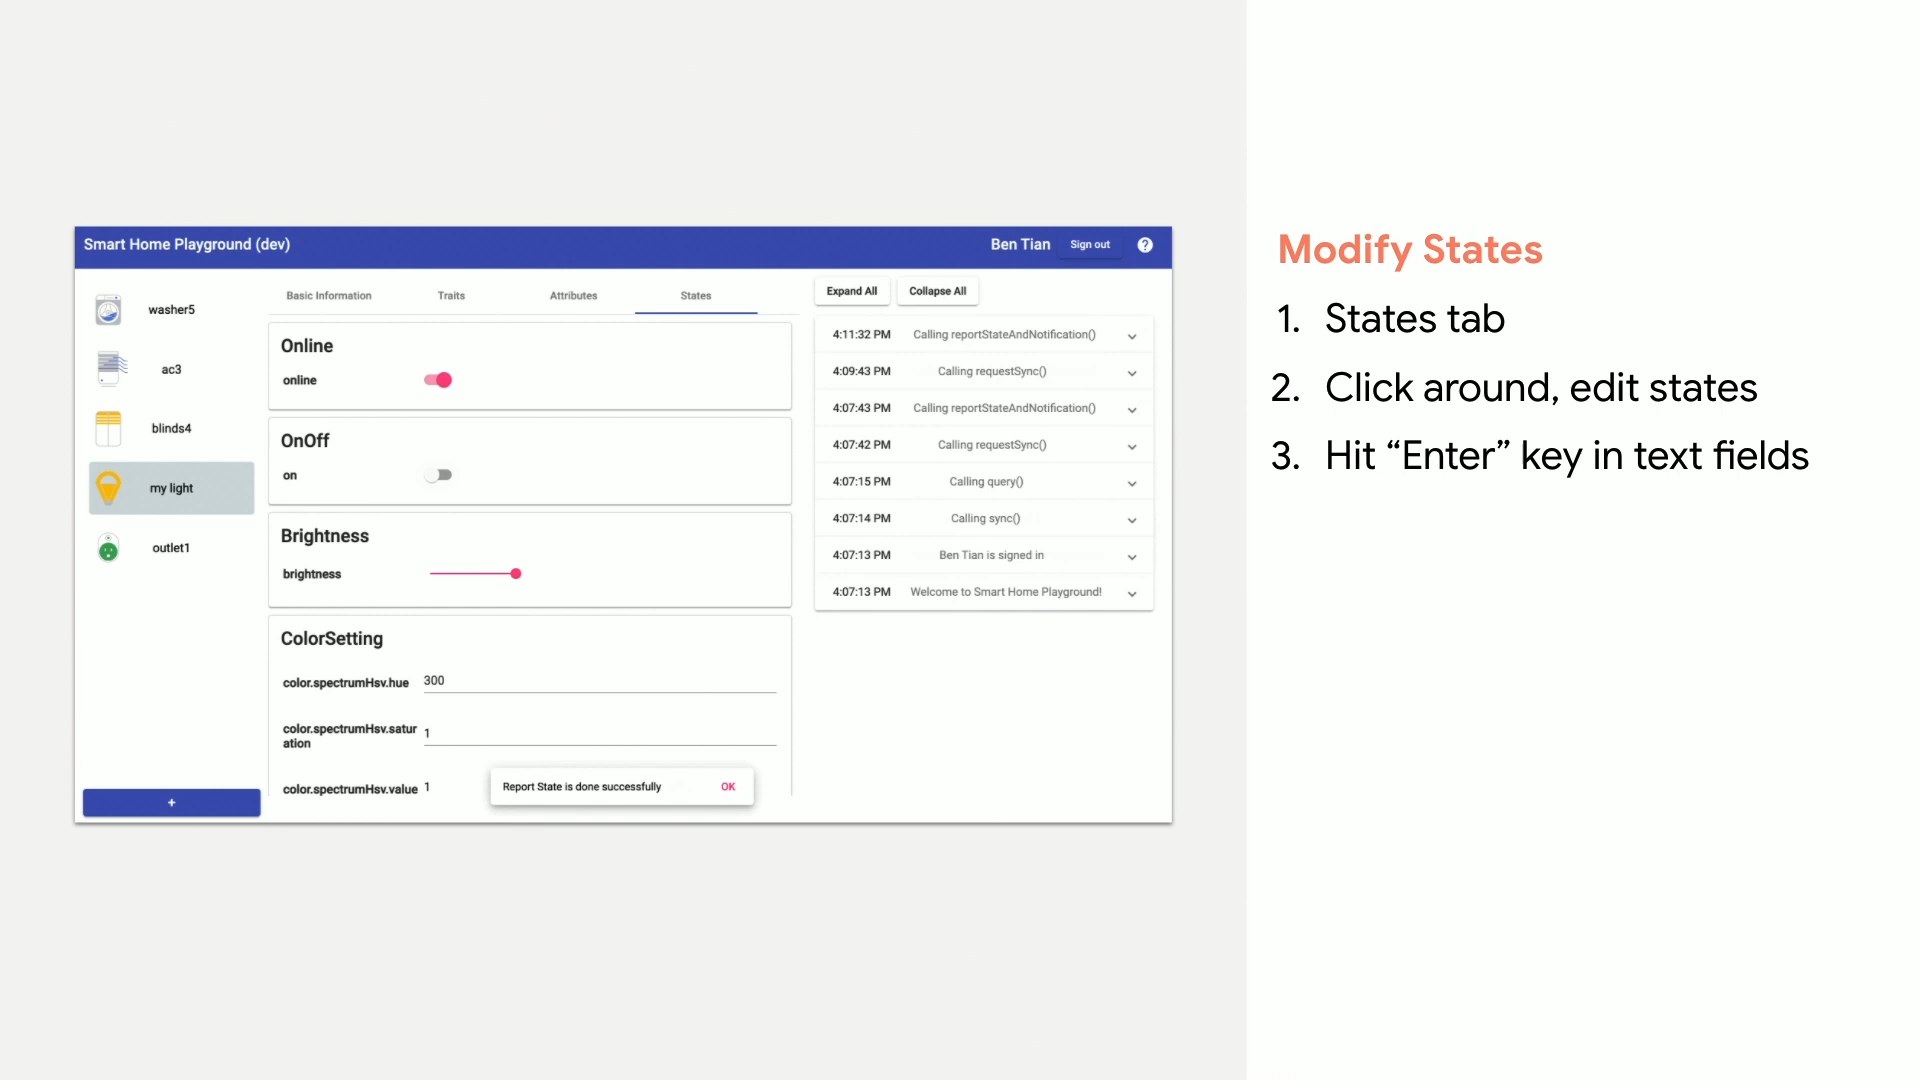 Smart Home Playground (dev)
Ben Tian
Sign out
?
washer5
ac3
blinds4
my light
outlet1
+
Basic Information
Traits
Attributes
States
Online
online
OnOff
on
Brightness
brightness
ColorSetting
color.spectrumHsv.hue
300
color.spectrumHsv.satur
ation
1
color.spectrumHsv.value
1
Report State is done successfully
OK
Expand All
Collapse All
4:11:32 PM Calling reportStateAndNotification()
4:09:43 PM Calling requestSync()
4:07:43 PM Calling reportStateAndNotification()
4:07:42 PM Calling requestSync()
4:07:15 PM Calling query()
4:07:14 PM Calling sync()
4:07:13 PM Ben Tian is signed in
4:07:13 PM Welcome to Smart Home Playground!
Modify States
1. States tab
2. Click around, edit states
3. Hit “Enter” key in text fields